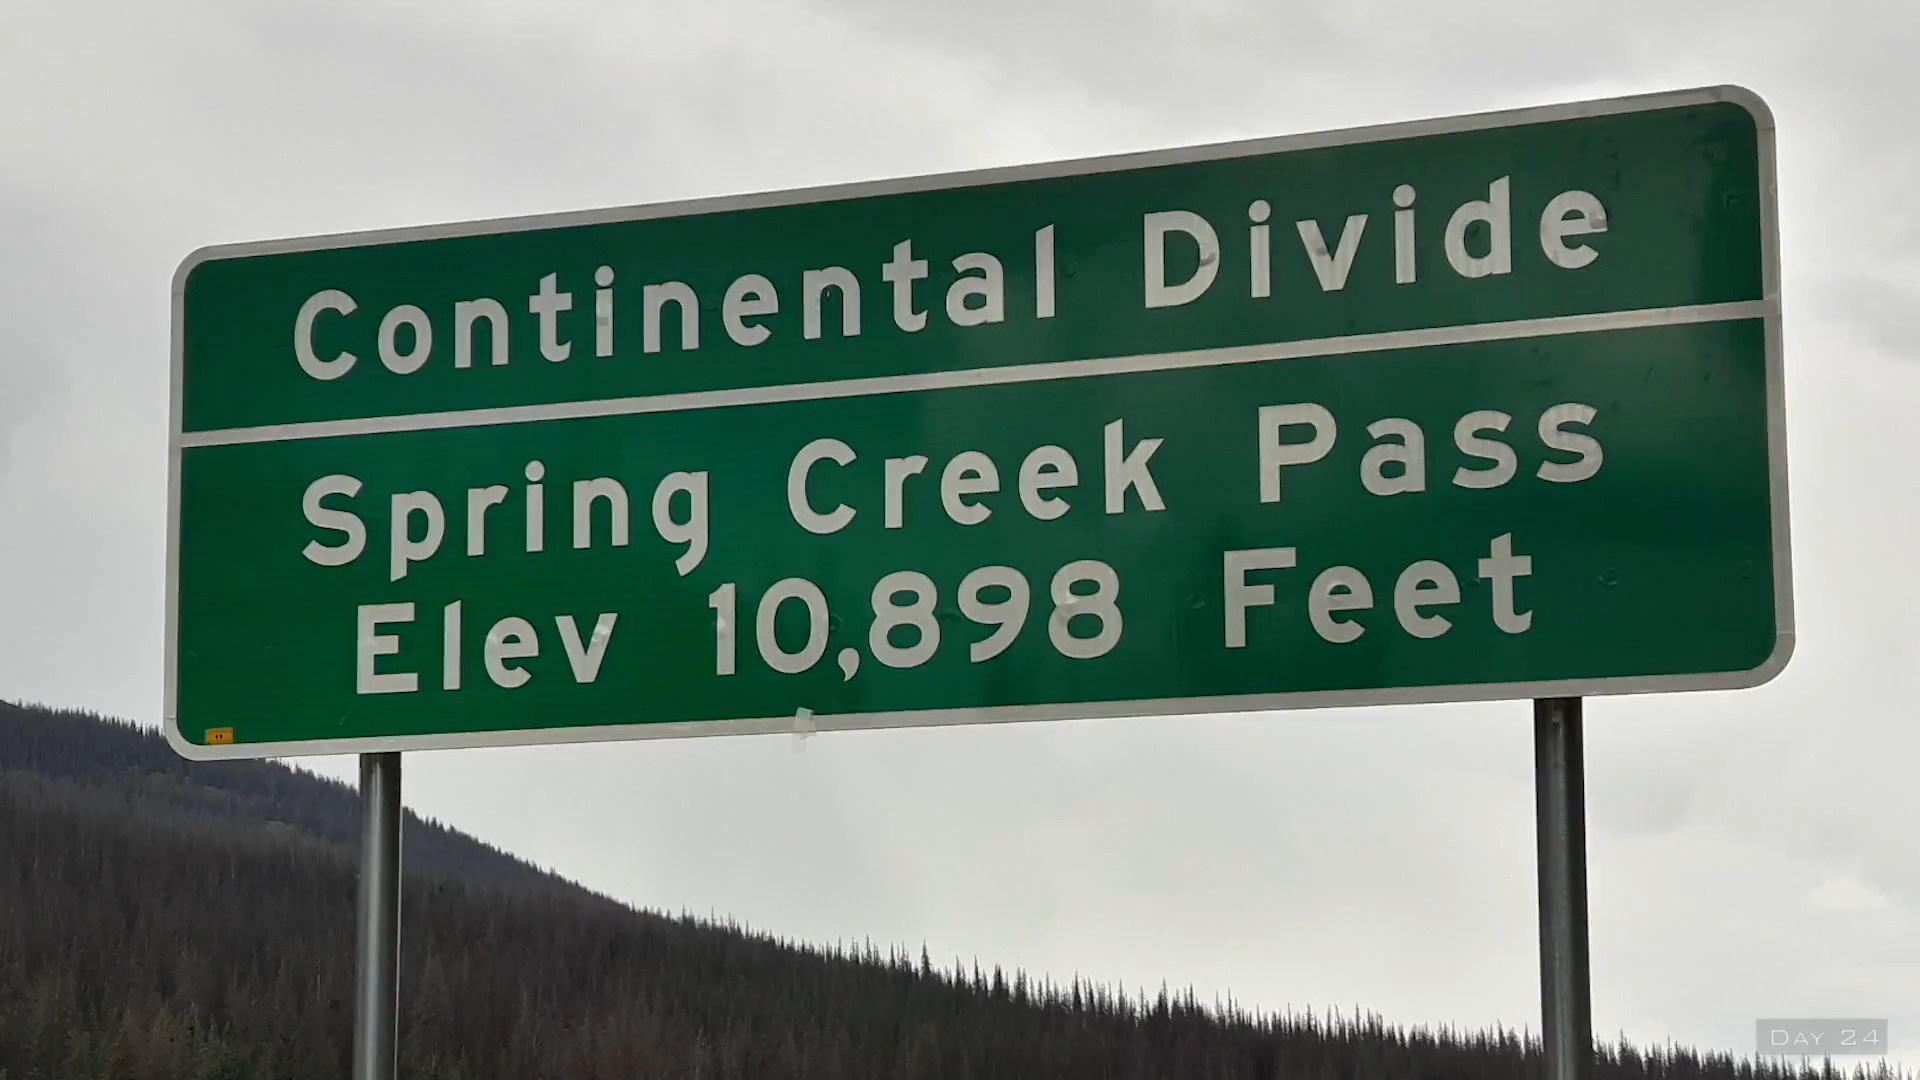 Continental Divide
Spring Creek Pass
Elev 10,898 Feet
Day 24